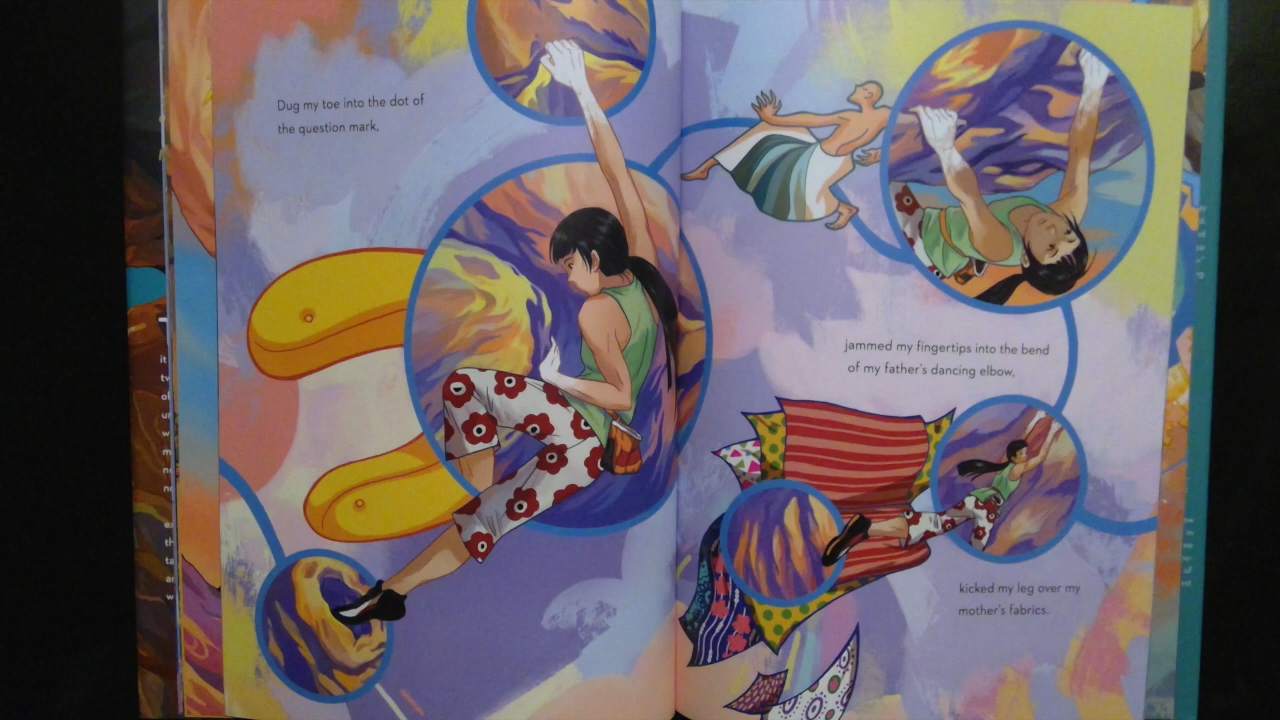 Dug my toe into the dot of
the question mark,
jammed my fingertips into the bend
of my father's dancing elbow,
kicked my leg over my
mother's fabrics.